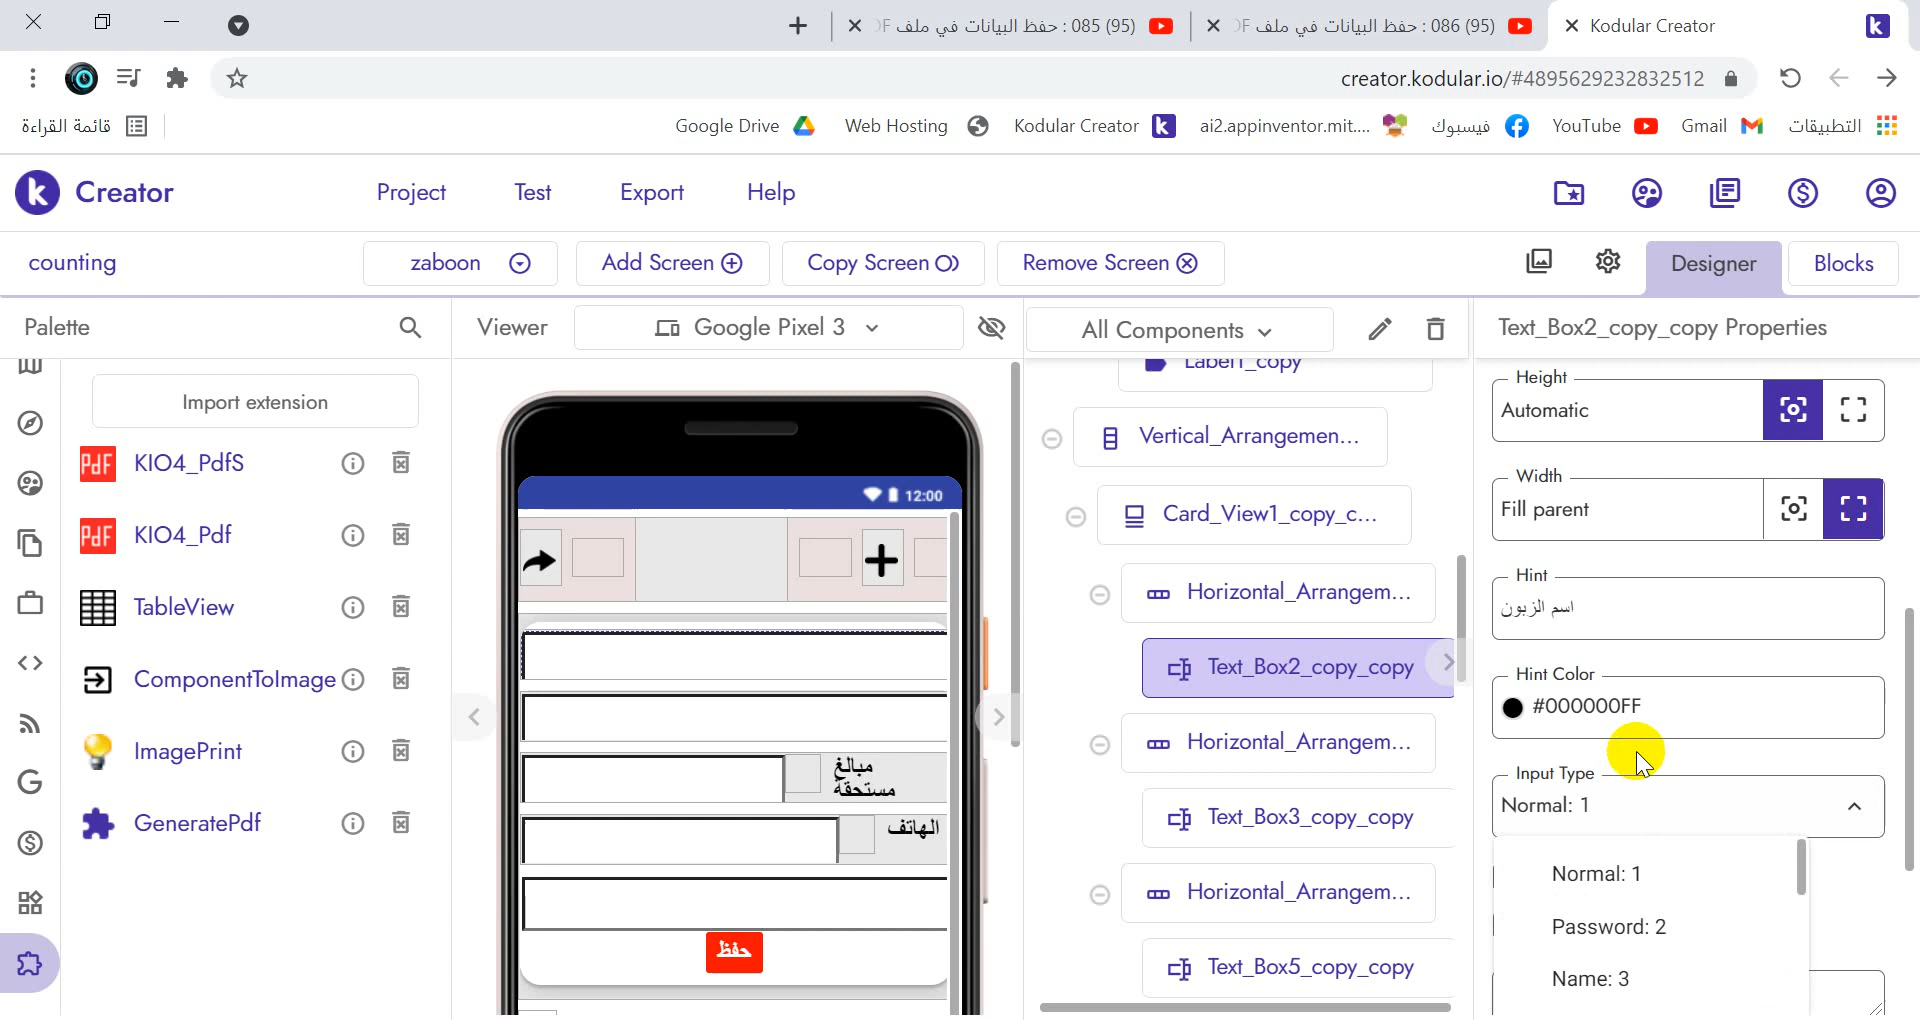 (95) 085 : حفظ البيانات في ملف
(95) 086 : حفظ البيانات في ملف
Kodular Creator
creator.kodular.io/#4895629232832512
قائمة القراءة
Google Drive
Web Hosting
Kodular Creator
ai2.appinventor.mit....
فيسبوك
YouTube
Gmail
التطبيقات
Creator
Project
Test
Export
Help
counting
zaboon
Add Screen
Copy Screen
Remove Screen
Designer
Blocks
Palette
Viewer
Google Pixel 3
All Components
Text_Box2_copy_copy Properties
Import extension
KIO4_PdfS
KIO4_Pdf
TableView
ComponentToImage
ImagePrint
GeneratePdf
12:00
مبالغ
مستحقة
الهاتف
حفظ
Label1_copy
Vertical_Arrangemen...
Card_View1_copy_c...
Horizontal_Arrangem...
Text_Box2_copy_copy
Horizontal_Arrangem...
Text_Box3_copy_copy
Horizontal_Arrangem...
Text_Box5_copy_copy
Height
Automatic
Width
Fill parent
Hint
اسم الزبون
Hint Color
#000000FF
Input Type
Normal: 1
Normal: 1
Password: 2
Name: 3